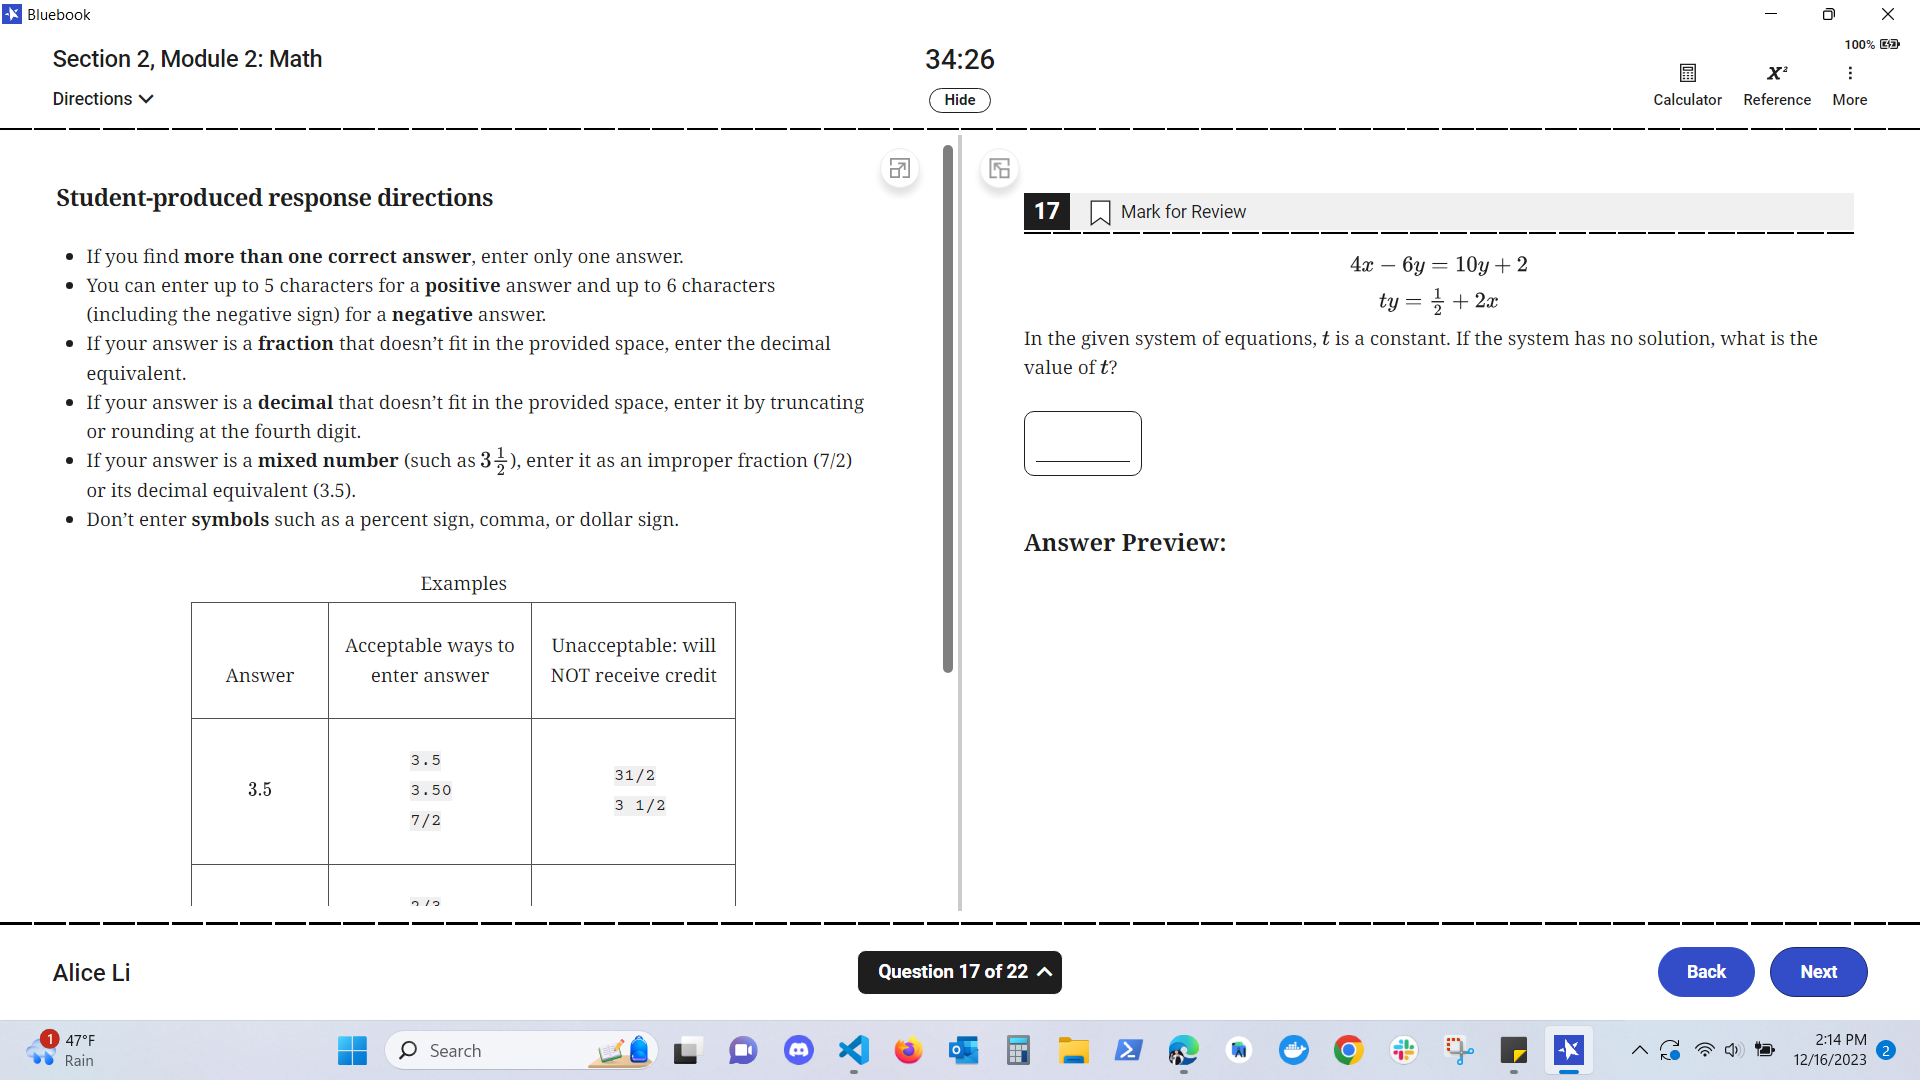 Bluebook
Section 2, Module 2: Math
34:26
100%
Directions
Hide
Calculator
Reference
More
Student-produced response directions
• If you find more than one correct answer, enter only one answer.
• You can enter up to 5 characters for a positive answer and up to 6 characters
(including the negative sign) for a negative answer.
• If your answer is a fraction that doesn’t fit in the provided space, enter the decimal
equivalent.
• If your answer is a decimal that doesn’t fit in the provided space, enter it by truncating
or rounding at the fourth digit.
• If your answer is a mixed number (such as 3 1/2), enter it as an improper fraction (7/2)
or its decimal equivalent (3.5).
• Don’t enter symbols such as a percent sign, comma, or dollar sign.
Examples
Answer
Acceptable ways to
enter answer
Unacceptable: will
NOT receive credit
3.5
3.5
3.50
7/2
31/2
3 1/2
2/3
17
Mark for Review
4x − 6y = 10y + 2
ty = 1/2 + 2x
In the given system of equations, t is a constant. If the system has no solution, what is the
value of t?
Answer Preview:
Alice Li
Question 17 of 22
Back
Next
1
47°F
Rain
Search
2:14 PM
12/16/2023
2